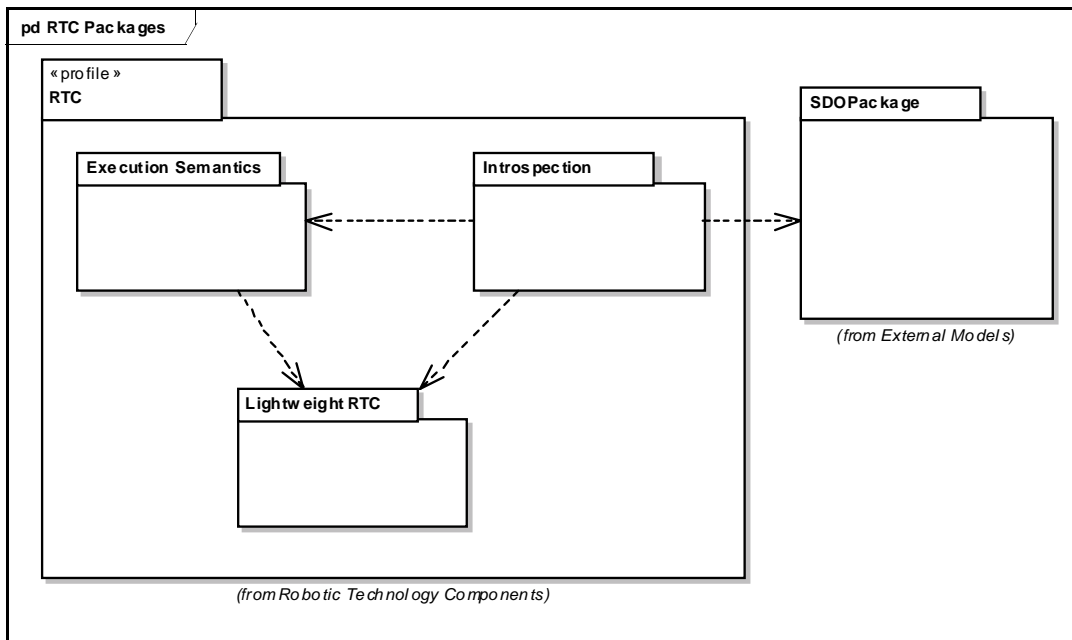 pd RTC Packages
«profile»
RTC
SDOPackage
Execution Semantics
Introspection
(from External Models)
Lightweight RTC
(from Robotic Technology Components)